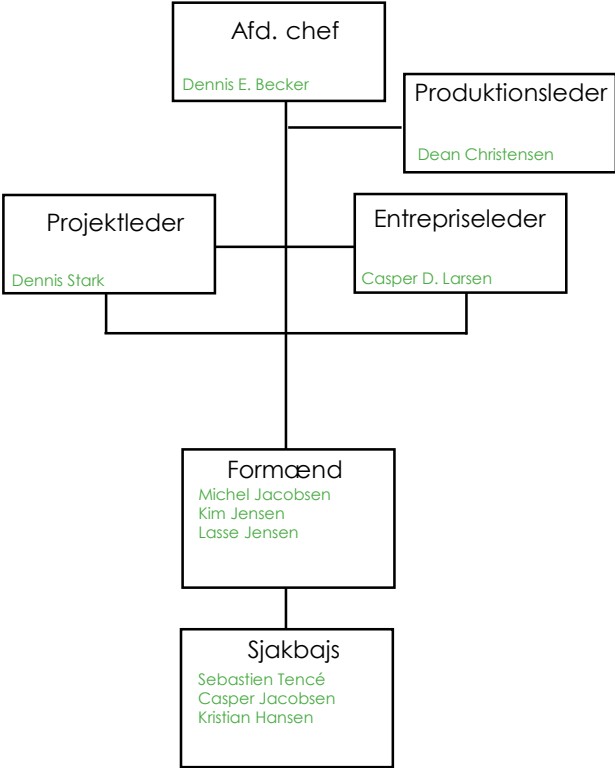 Afd. chef
Dennis E. Becker
Produktionsleder
Dean Christensen
Projektleder
Dennis Stark
Entrepriseleder
Casper D. Larsen
Formænd
Michel Jacobsen
Kim Jensen
Lasse Jensen
Sjakbajs
Sebastien Tencé
Casper Jacobsen
Kristian Hansen